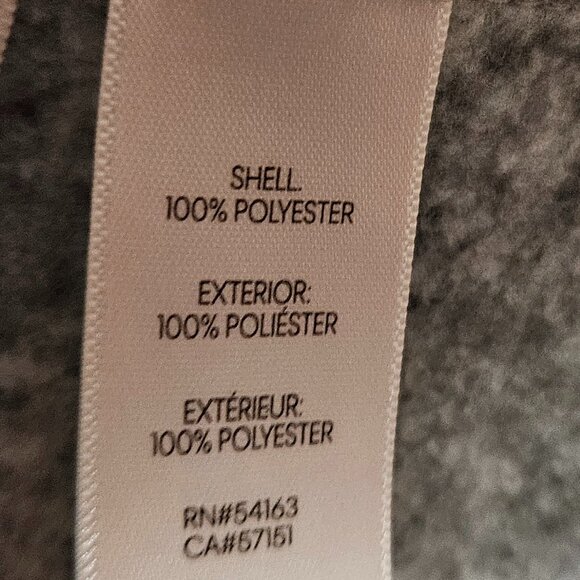 SHELL:
100% POLYESTER
EXTERIOR:
100% POLIÉSTER
EXTÉRIEUR:
100% POLYESTER
RN#54163
CA#57151